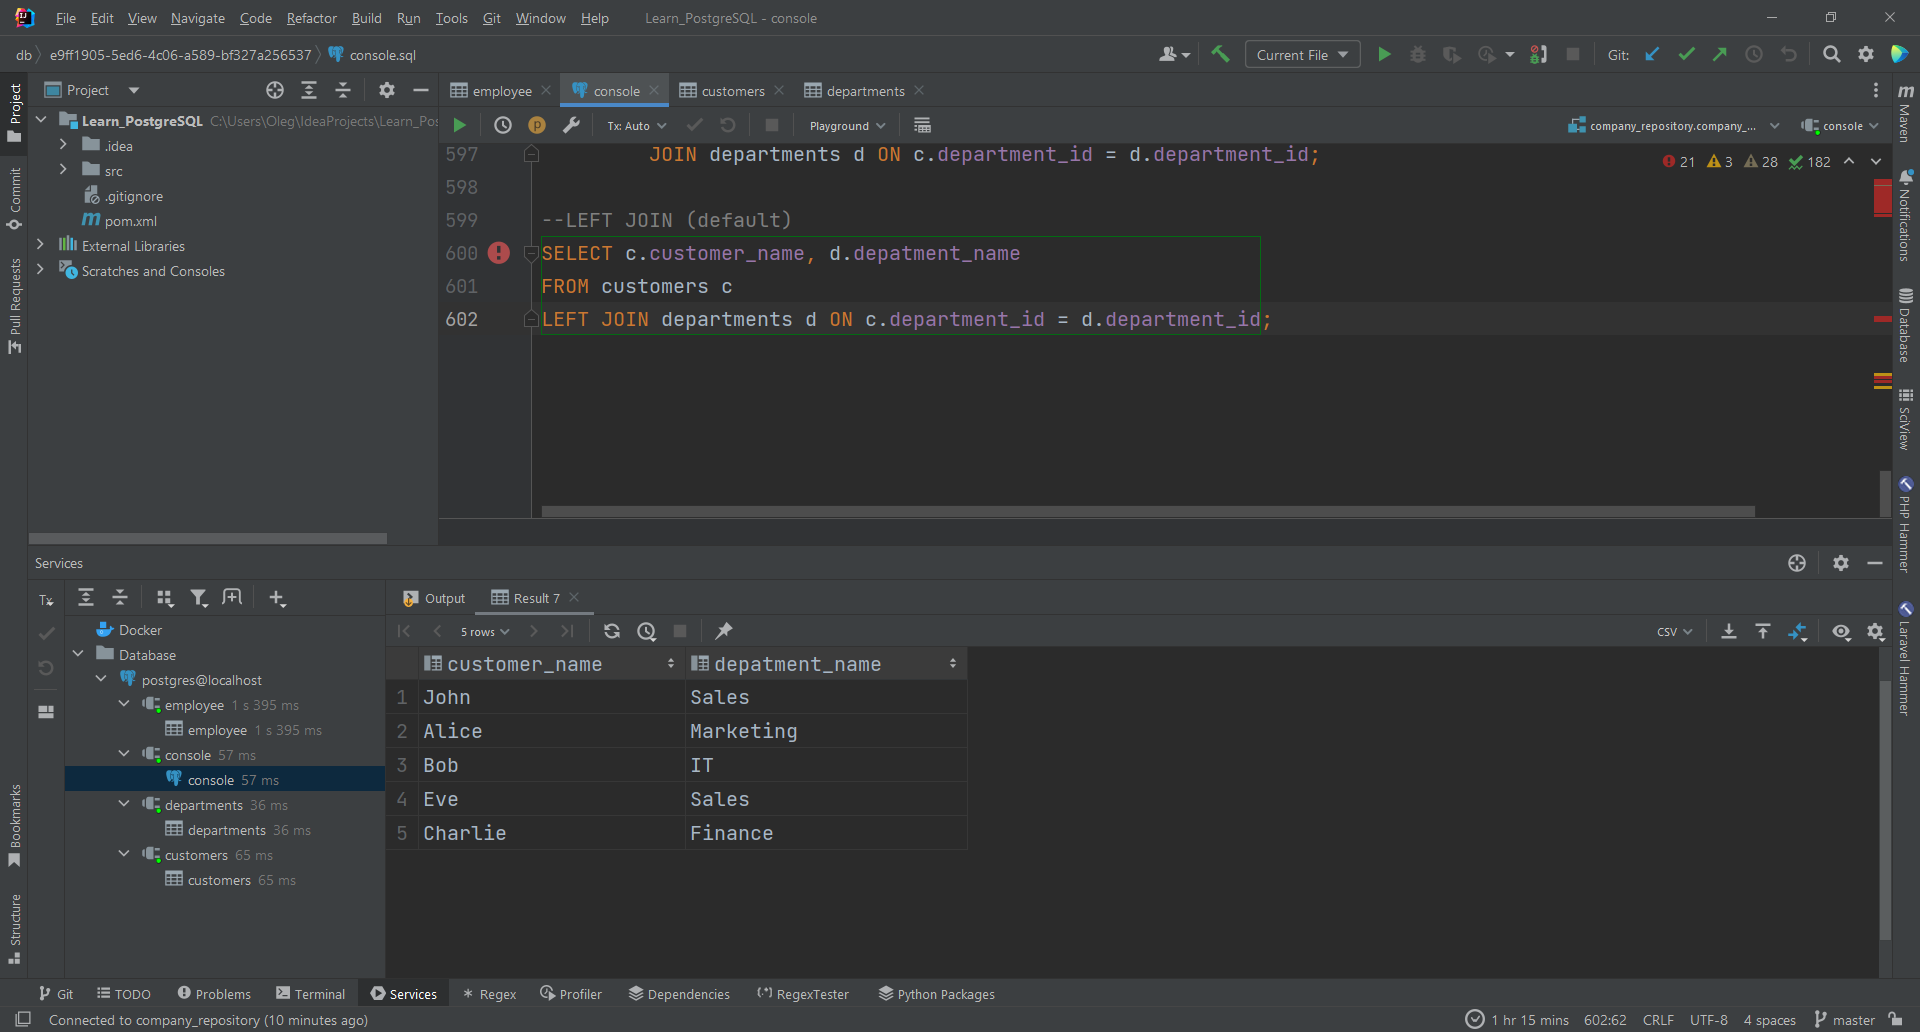 File Edit View Navigate Code Refactor Build Run Tools Git Window Help Learn_PostgreSQL - console
db e9ff1905-5ed6-4c06-a589-bf327a256537 console.sql Current File Git:
Project
employee console customers departments
Tx: Auto Playground company_repository.company_... console
Learn_PostgreSQL C:\Users\Oleg\IdeaProjects\Learn_Pos
.idea
src
.gitignore
pom.xml
External Libraries
Scratches and Consoles
21 3 28 182
597 JOIN departments d ON c.department_id = d.department_id;
598
599 --LEFT JOIN (default)
600 SELECT c.customer_name, d.depatment_name
601 FROM customers c
602 LEFT JOIN departments d ON c.department_id = d.department_id;
Project
Commit
Pull Requests
Bookmarks
Structure
Maven
Notifications
Database
SciView
PHP Hammer
Laravel Hammer
Services
Tx
Docker
Database
postgres@localhost
employee 1 s 395 ms
employee 1 s 395 ms
console 57 ms
console 57 ms
departments 36 ms
departments 36 ms
customers 65 ms
customers 65 ms
Output Result 7
5 rows CSV
customer_name depatment_name
1 John Sales
2 Alice Marketing
3 Bob IT
4 Eve Sales
5 Charlie Finance
Git TODO Problems Terminal Services Regex Profiler Dependencies RegexTester Python Packages
Connected to company_repository (10 minutes ago) 1 hr 15 mins 602:62 CRLF UTF-8 4 spaces master